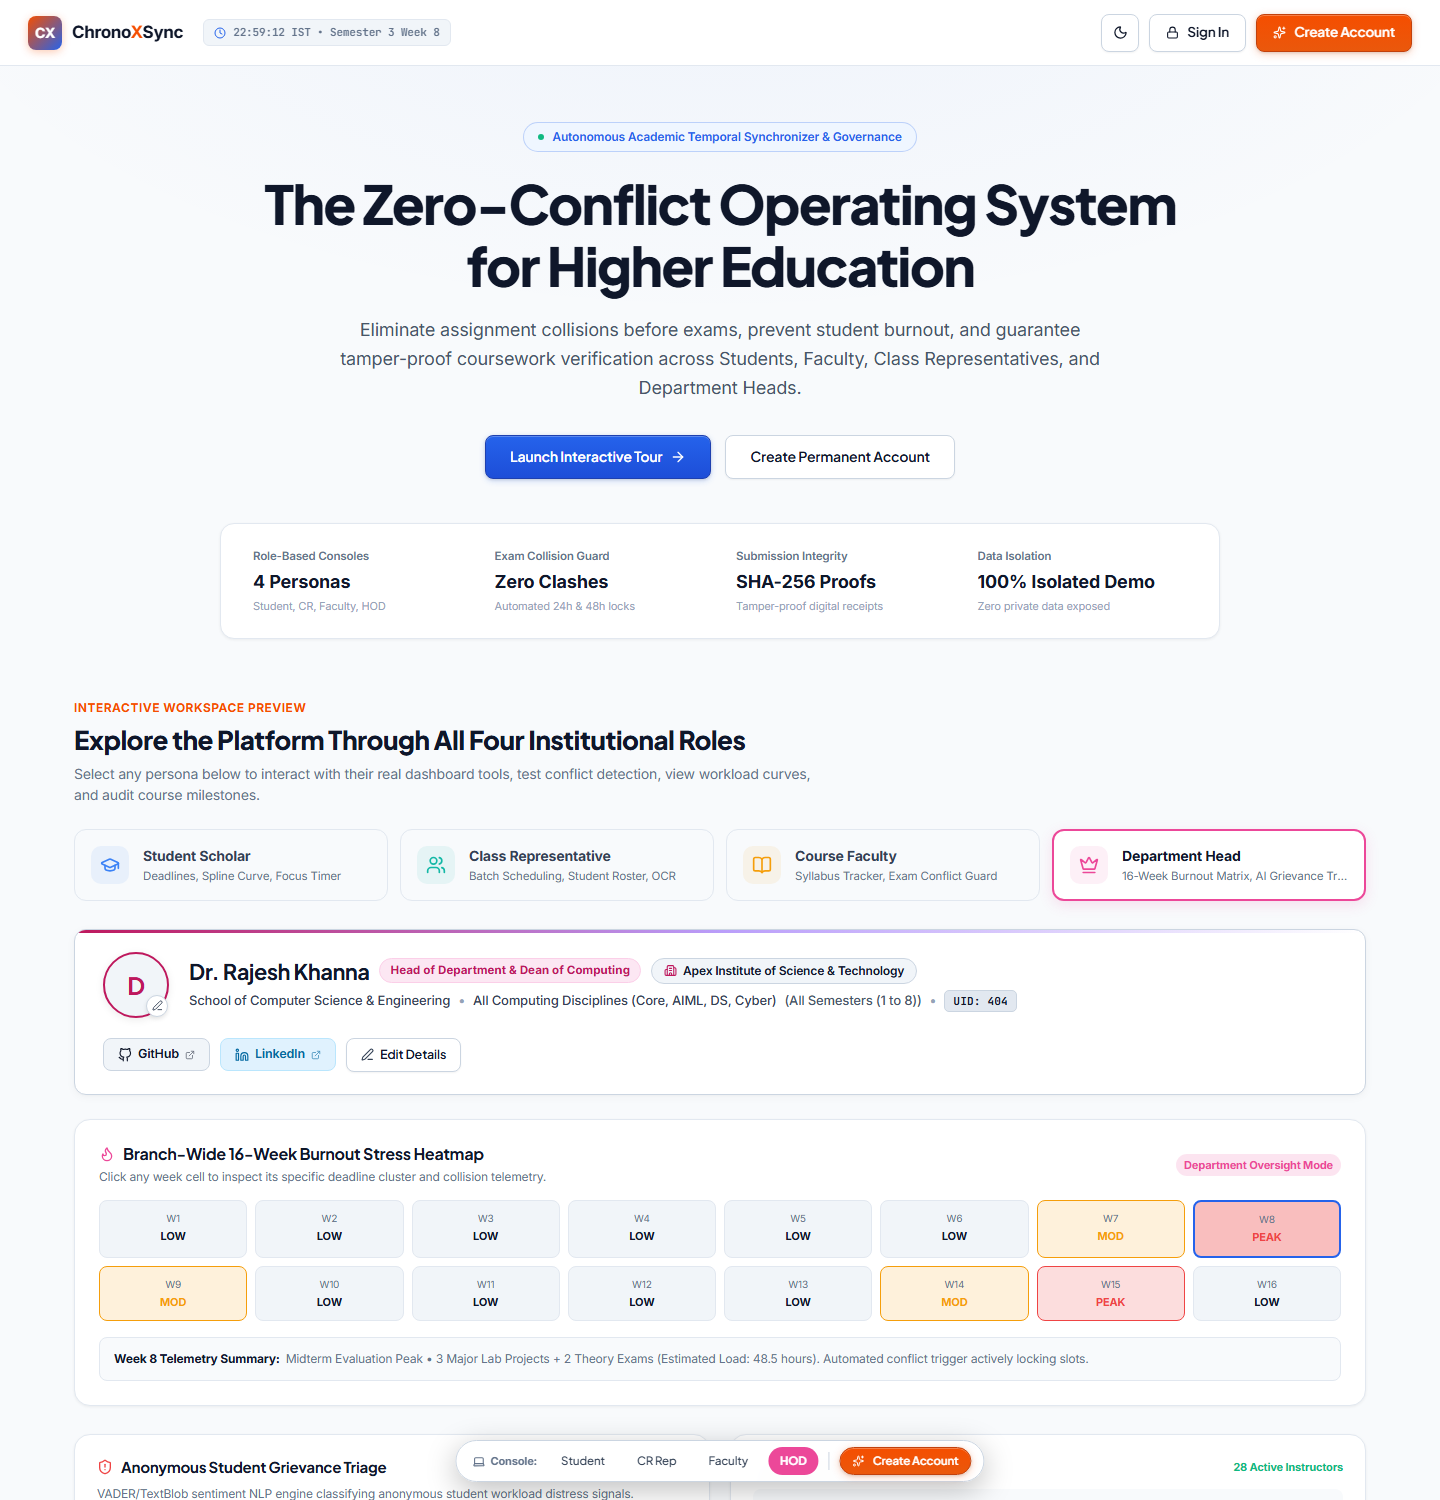 CX ChronoXSync 22:59:12 IST • Semester 3 Week 8 Sign In Create Account
Autonomous Academic Temporal Synchronizer & Governance
The Zero-Conflict Operating System
for Higher Education
Eliminate assignment collisions before exams, prevent student burnout, and guarantee
tamper-proof coursework verification across Students, Faculty, Class Representatives, and
Department Heads.
Launch Interactive Tour → Create Permanent Account
Role-Based Consoles Exam Collision Guard Submission Integrity Data Isolation
4 Personas Zero Clashes SHA-256 Proofs 100% Isolated Demo
Student, CR, Faculty, HOD Automated 24h & 48h locks Tamper-proof digital receipts Zero private data exposed
INTERACTIVE WORKSPACE PREVIEW
Explore the Platform Through All Four Institutional Roles
Select any persona below to interact with their real dashboard tools, test conflict detection, view workload curves,
and audit course milestones.
Student Scholar Class Representative Course Faculty Department Head
Deadlines, Spline Curve, Focus Timer Batch Scheduling, Student Roster, OCR Syllabus Tracker, Exam Conflict Guard 16-Week Burnout Matrix, AI Grievance Tr...
D Dr. Rajesh Khanna Head of Department & Dean of Computing Apex Institute of Science & Technology
School of Computer Science & Engineering • All Computing Disciplines (Core, AIML, DS, Cyber) (All Semesters (1 to 8)) • UID: 404
GitHub LinkedIn Edit Details
Branch-Wide 16-Week Burnout Stress Heatmap
Click any week cell to inspect its specific deadline cluster and collision telemetry. Department Oversight Mode
W1 W2 W3 W4 W5 W6 W7 W8
LOW LOW LOW LOW LOW LOW MOD PEAK
W9 W10 W11 W12 W13 W14 W15 W16
MOD LOW LOW LOW LOW MOD PEAK LOW
Week 8 Telemetry Summary: Midterm Evaluation Peak • 3 Major Lab Projects + 2 Theory Exams (Estimated Load: 48.5 hours). Automated conflict trigger actively locking slots.
Console: Student CR Rep Faculty HOD Create Account
Anonymous Student Grievance Triage 28 Active Instructors
VADER/TextBlob sentiment NLP engine classifying anonymous student workload distress signals.